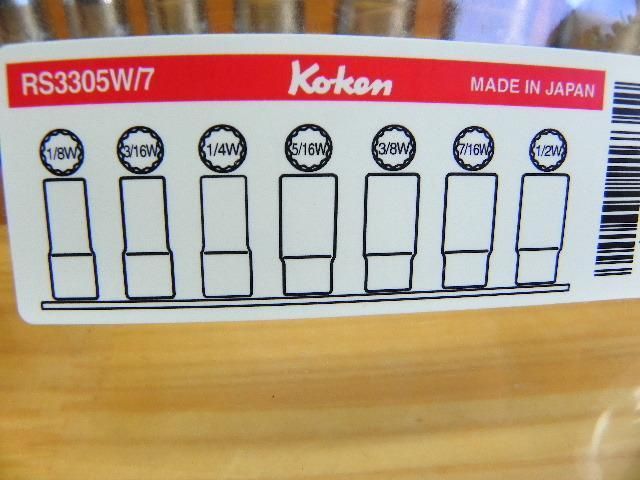 RS3305W/7 Koken MADE IN JAPAN
1/8W 3/16W 1/4W 5/16W 3/8W 7/16W 1/2W